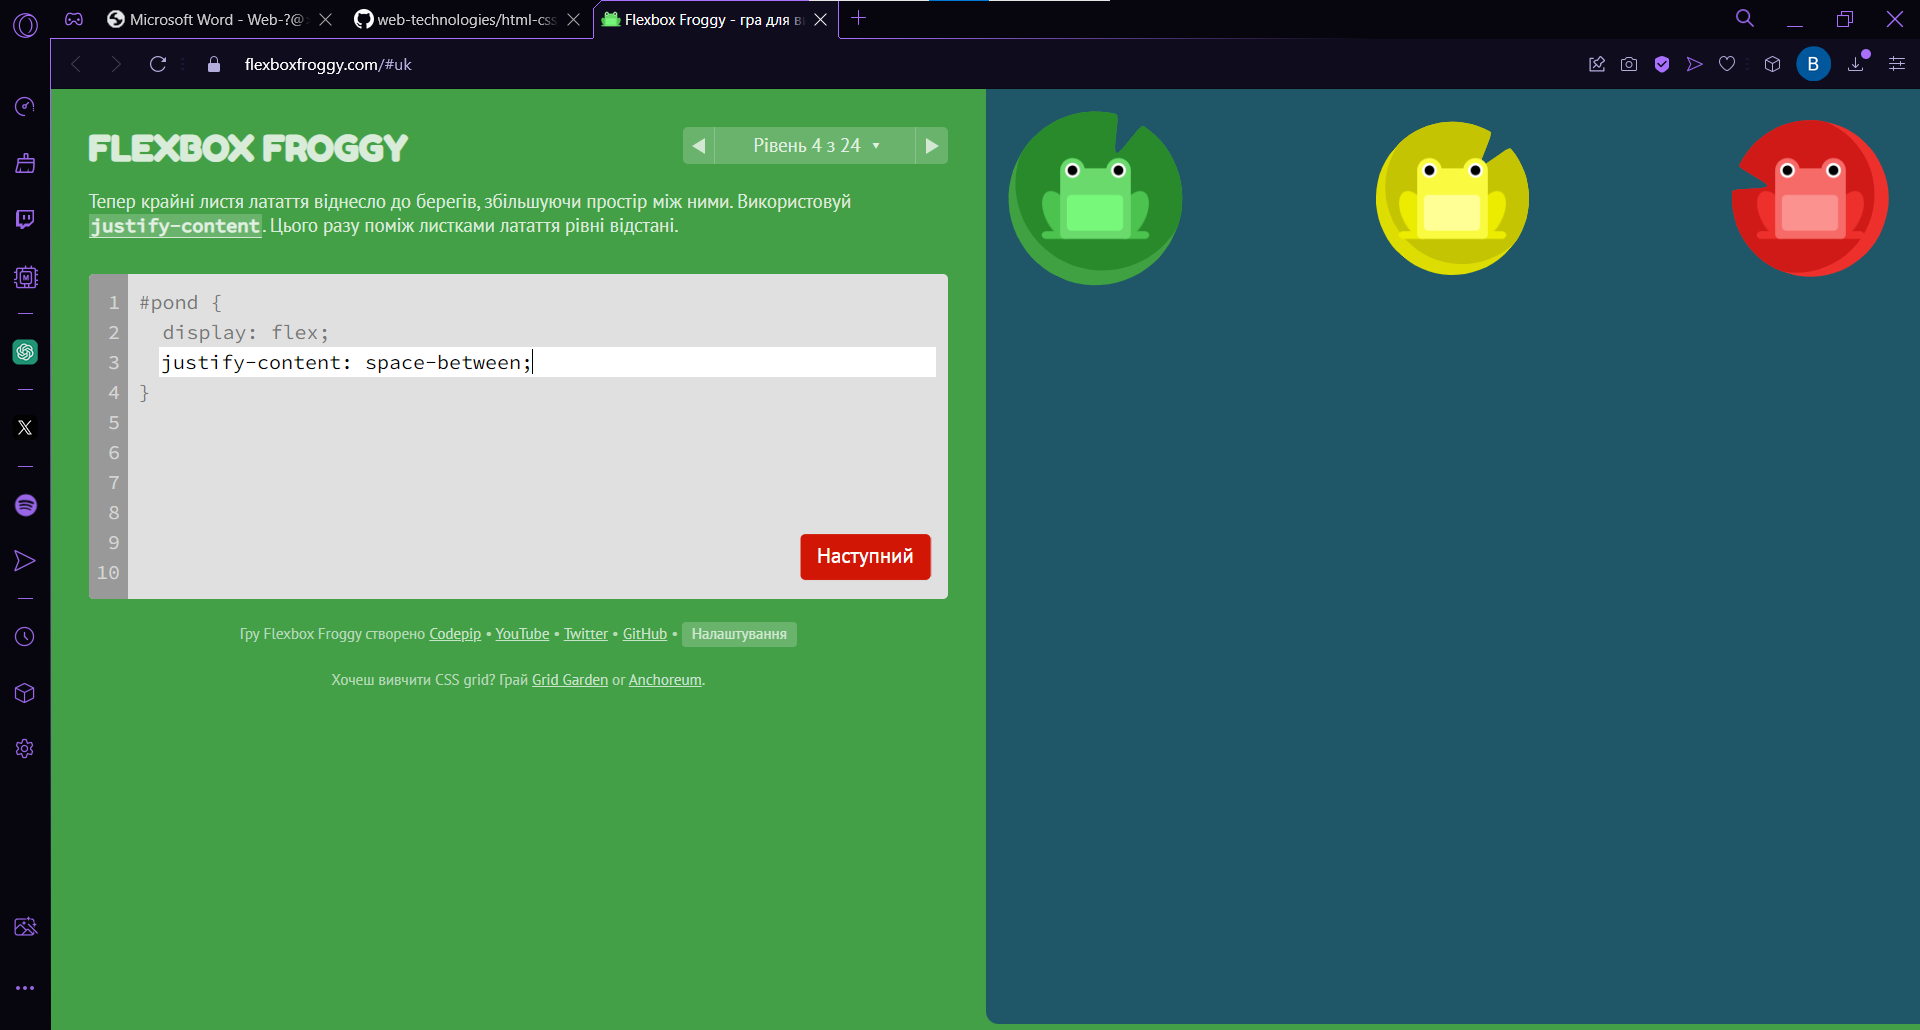 Microsoft Word - Web-?@
web-technologies/html-css
Flexbox Froggy - гра для в
flexboxfroggy.com/#uk
B
FLEXBOX FROGGY
Рівень 4 з 24
Тепер крайні листя латаття віднесло до берегів, збільшуючи простір між ними. Використовуй
justify-content. Цього разу поміж листками латаття рівні відстані.
1 #pond {
2 display: flex;
3 justify-content: space-between;
4 }
5
6
7
8
9
10
Наступний
Гру Flexbox Froggy створено Codepip • YouTube • Twitter • GitHub • Налаштування
Хочеш вивчити CSS grid? Грай Grid Garden or Anchoreum.